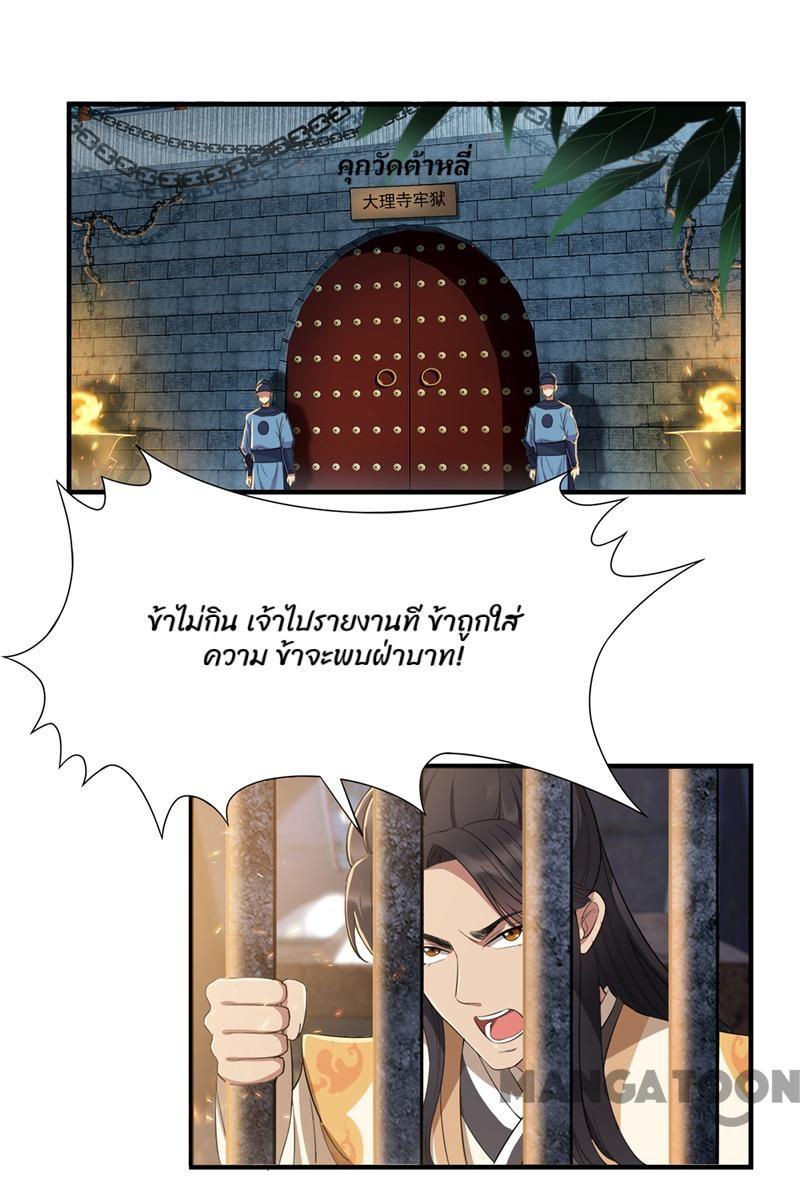 คุกวัดต้าหลี่
大理寺牢獄
ข้าไม่กิน เจ้าไปรายงานที ข้าถูกใส่
ความ ข้าจะพบฝ่าบาท!
MANGATOON